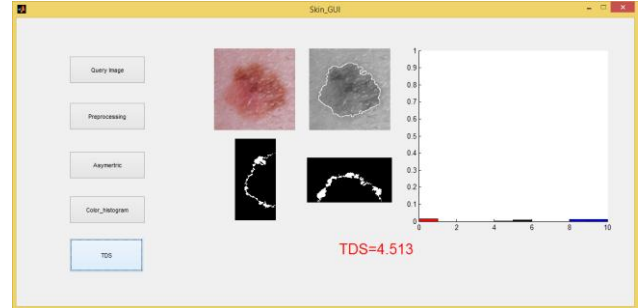 Skin_GUI
Query Image
Preprocessing
Asymertric
Color_histogram
TDS
1
0.9
0.8
0.7
0.6
0.5
0.4
0.3
0.2
0.1
0
0 2 4 6 8 10
TDS=4.513